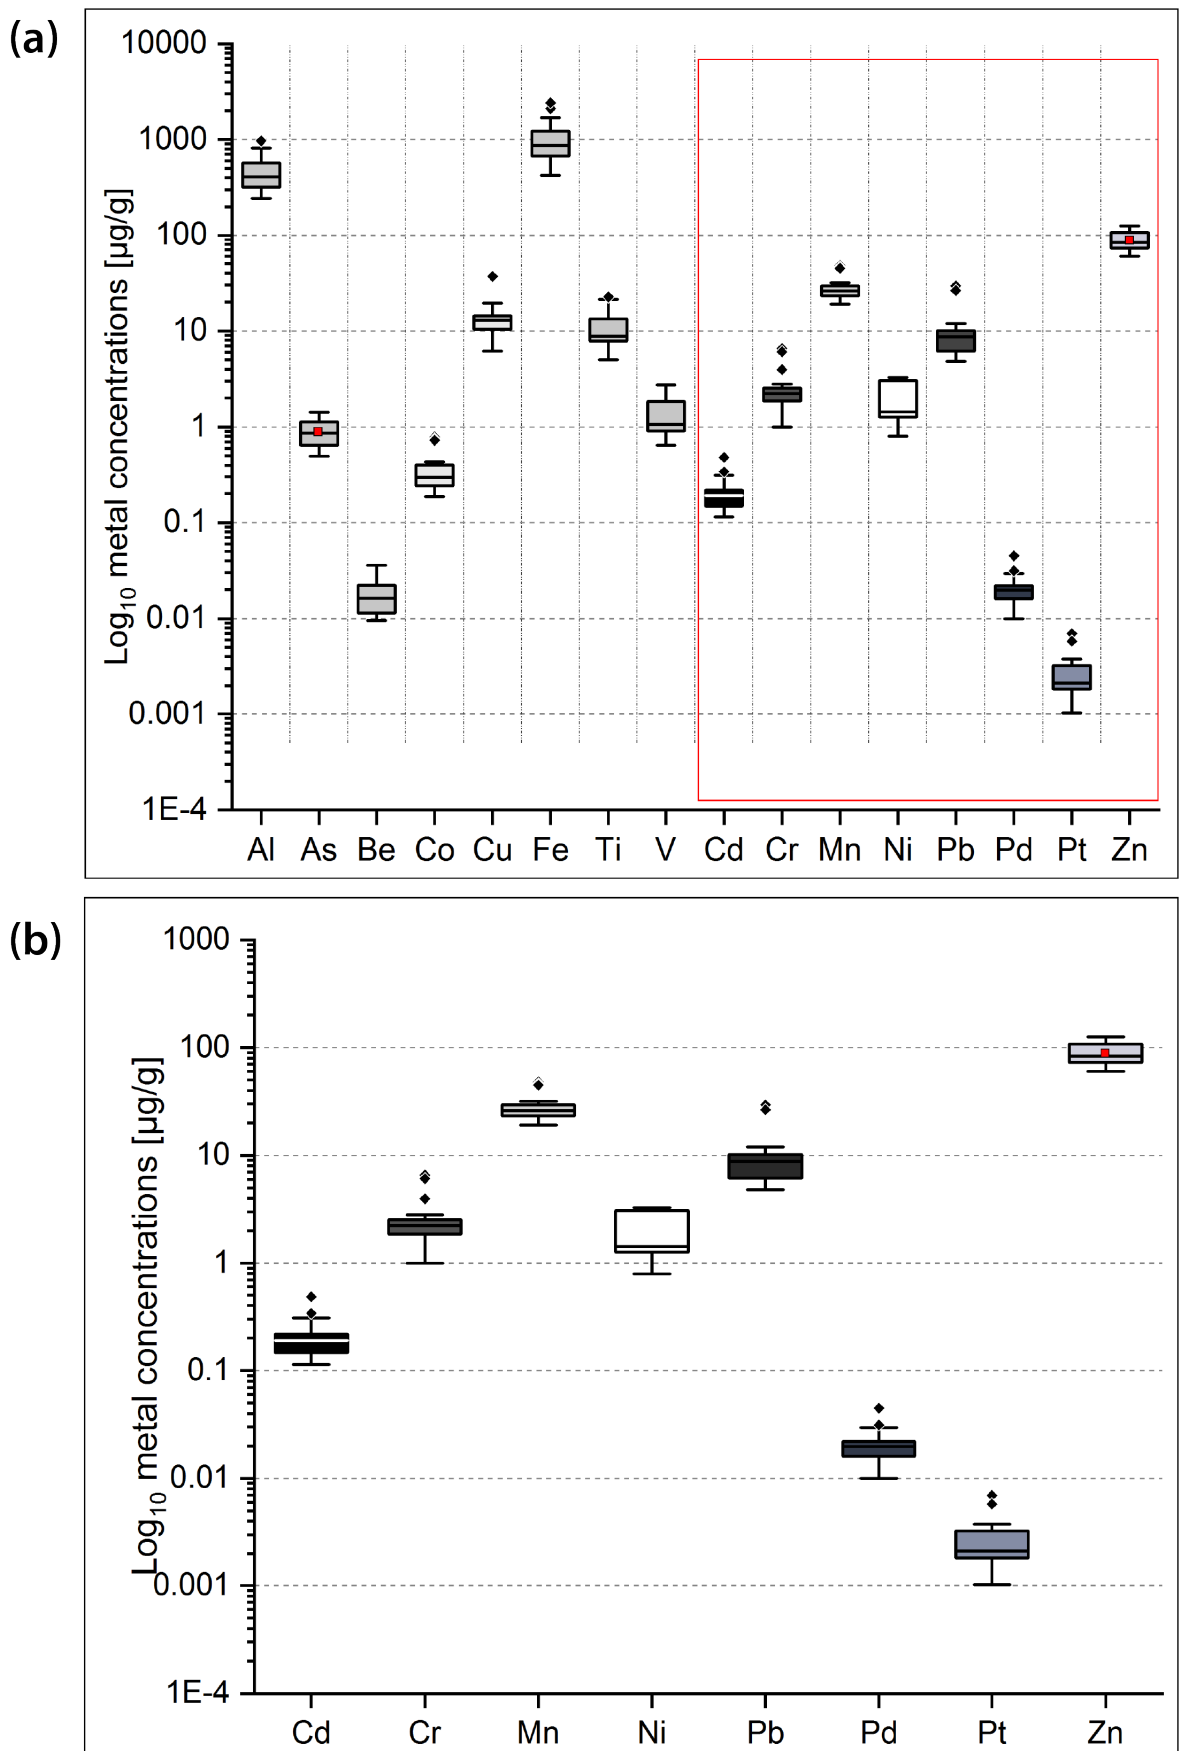 (a)
10000
1000
100
10
1
0.1
0.01
0.001
1E-4
Log10 metal concentrations [µg/g]
Al As Be Co Cu Fe Ti V Cd Cr Mn Ni Pb Pd Pt Zn
(b)
1000
100
10
1
0.1
0.01
0.001
1E-4
Log10 metal concentrations [µg/g]
Cd Cr Mn Ni Pb Pd Pt Zn